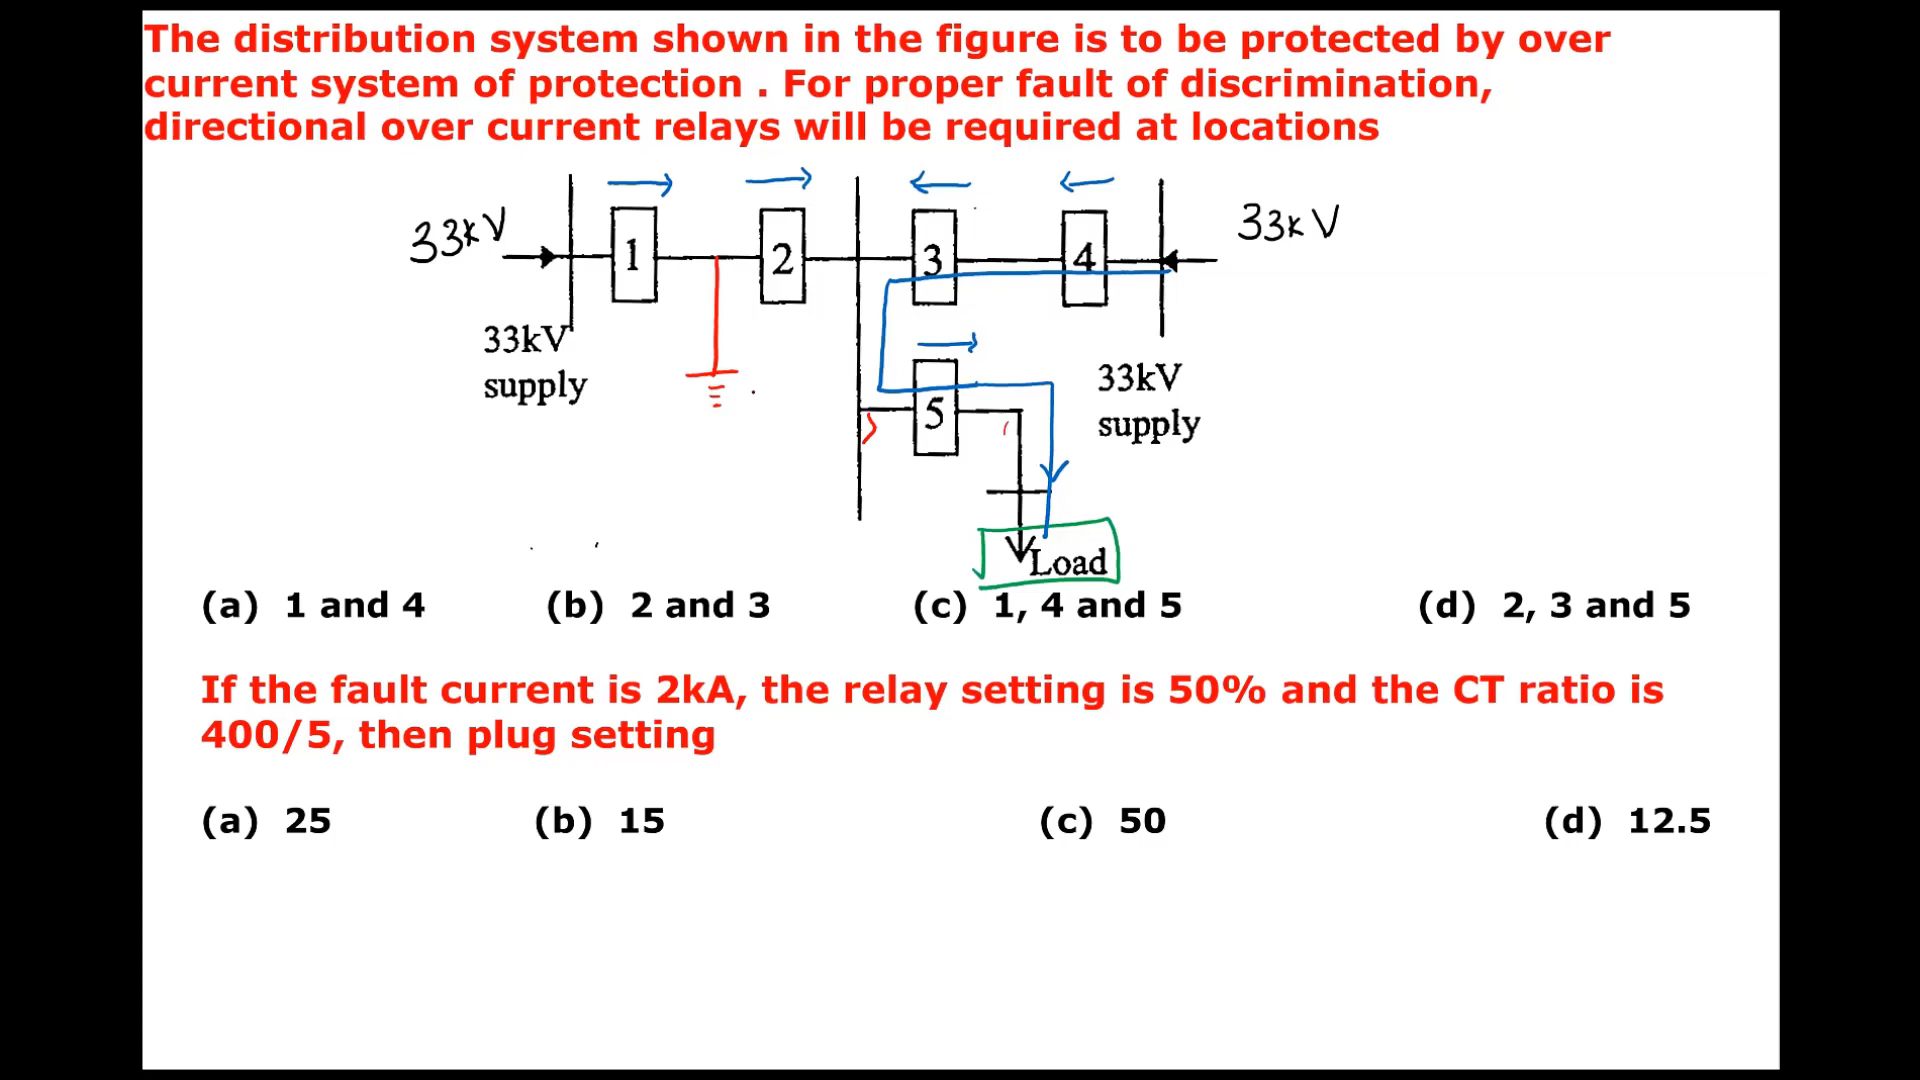 The distribution system shown in the figure is to be protected by over
current system of protection . For proper fault of discrimination,
directional over current relays will be required at locations
33kV
33kV
1
2
3
4
33kV
supply
5
33kV
supply
Load
(a) 1 and 4
(b) 2 and 3
(c) 1, 4 and 5
(d) 2, 3 and 5
If the fault current is 2kA, the relay setting is 50% and the CT ratio is
400/5, then plug setting
(a) 25
(b) 15
(c) 50
(d) 12.5